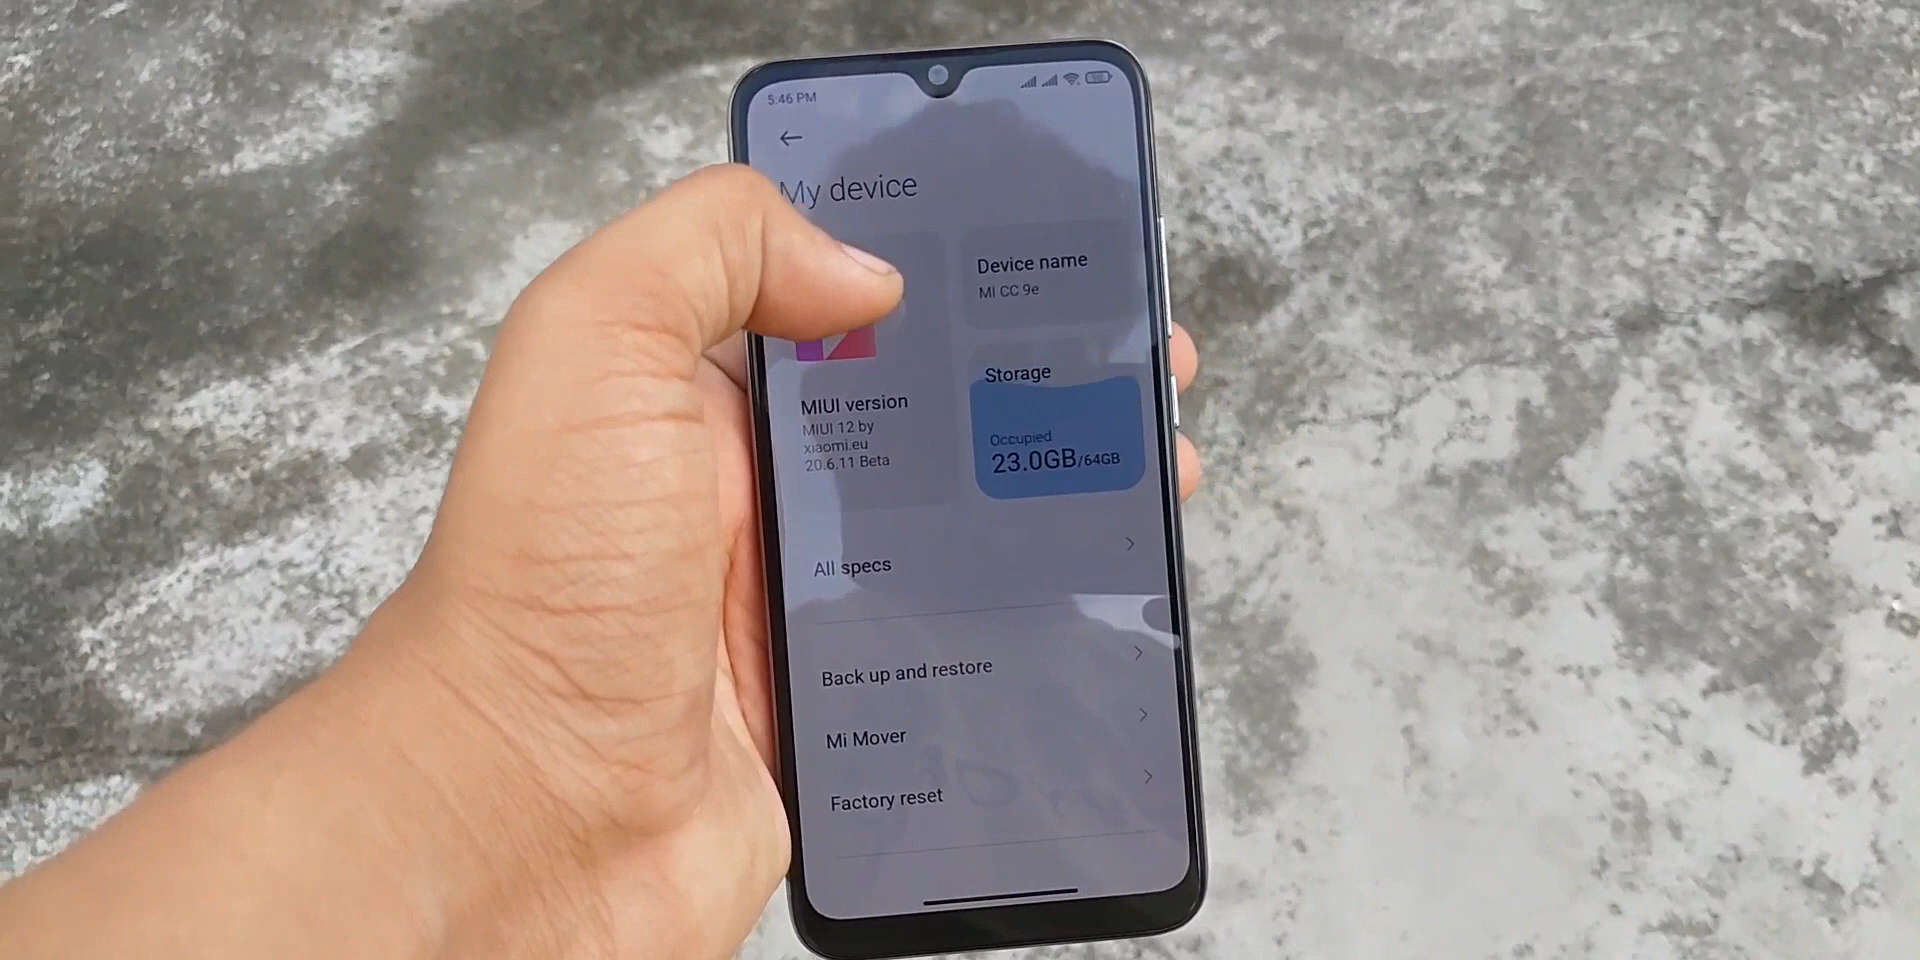 5:46 PM
My device
Device name
MI CC 9e
Storage
Occupied
23.0GB/64GB
MIUI version
MIUI 12 by
xiaomi.eu
20.6.11 Beta
All specs
Back up and restore
Mi Mover
Factory reset